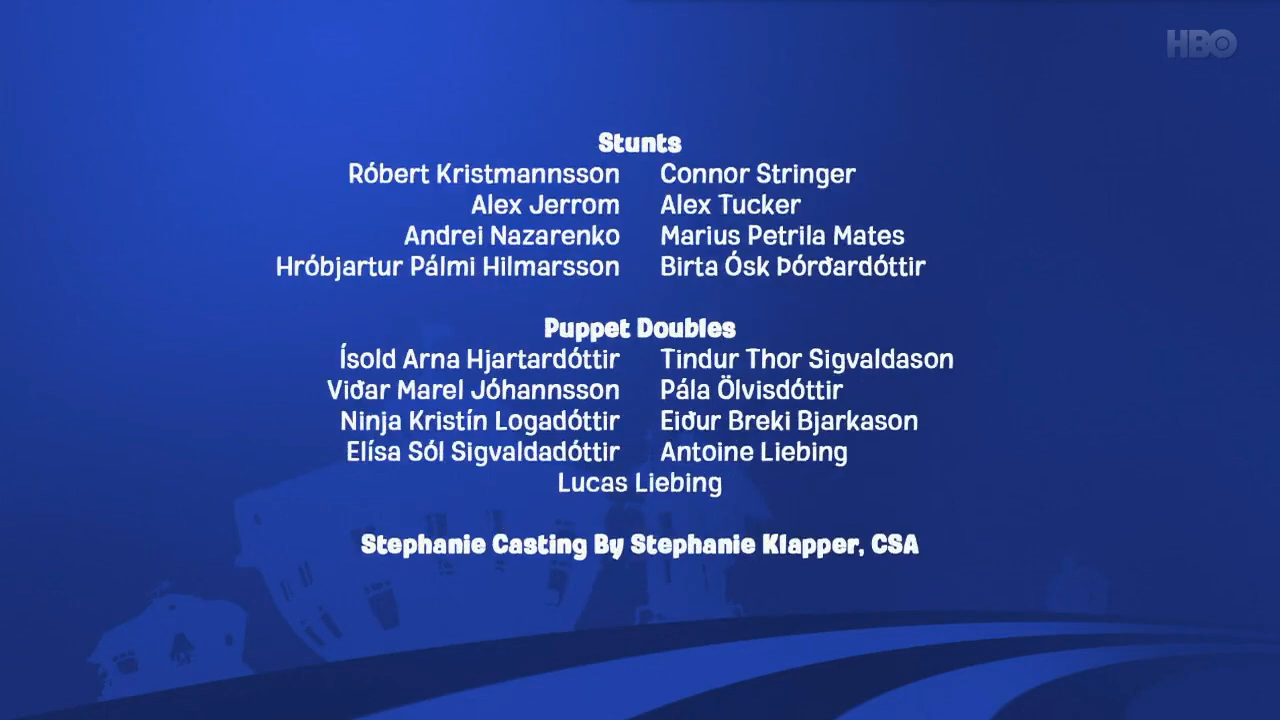 HBO
Stunts
Róbert Kristmannsson Connor Stringer
Alex Jerrom Alex Tucker
Andrei Nazarenko Marius Petrila Mates
Hróbjartur Pálmi Hilmarsson Birta Ósk Þórðardóttir
Puppet Doubles
Ísold Arna Hjartardóttir Tindur Thor Sigvaldason
Viðar Marel Jóhannsson Pála Ölvisdóttir
Ninja Kristín Logadóttir Eiður Breki Bjarkason
Elísa Sól Sigvaldadóttir Antoine Liebing
Lucas Liebing
Stephanie Casting By Stephanie Klapper, CSA